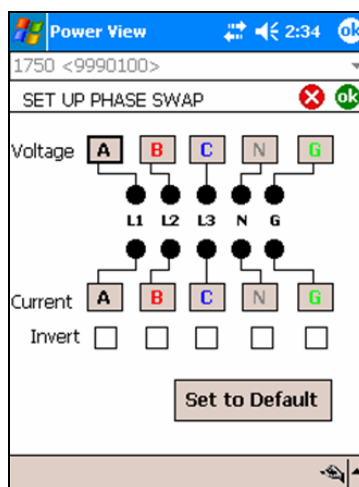 Power View 2:34 ok
1750 <9990100>
SET UP PHASE SWAP ok
Voltage A B C N G
L1 L2 L3 N G
Current A B C N G
Invert
Set to Default